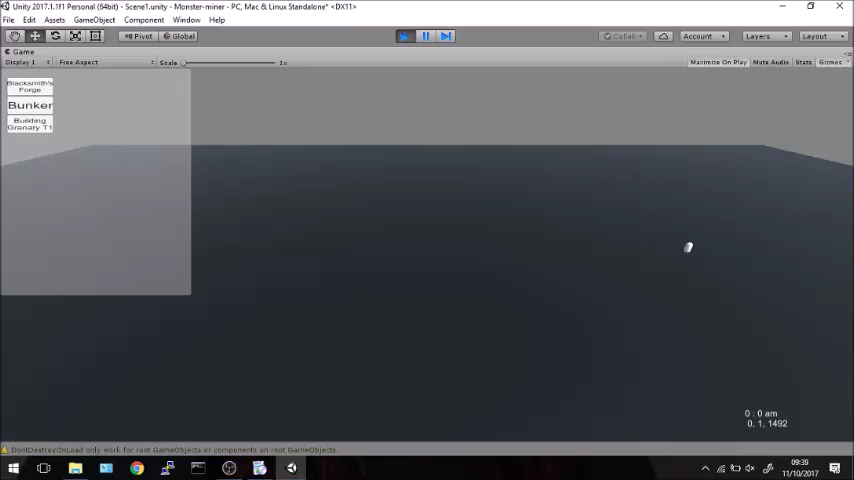 Unity 2017.1.1f1 Personal (64bit) - Scene1.unity - Monster-miner - PC, Mac & Linux Standalone* <DX11>
File Edit Assets GameObject Component Window Help
Pivot Global Collab Account Layers Layout
Game
Display 1 Free Aspect Scale 1x Maximize On Play Mute Audio Stats Gizmos
Blacksmith's
Forge
Bunker
Building
Granary T1
0 : 0 am
0, 1, 1492
DontDestroyOnLoad only work for root GameObjects or components on root GameObjects.
09:39
11/10/2017